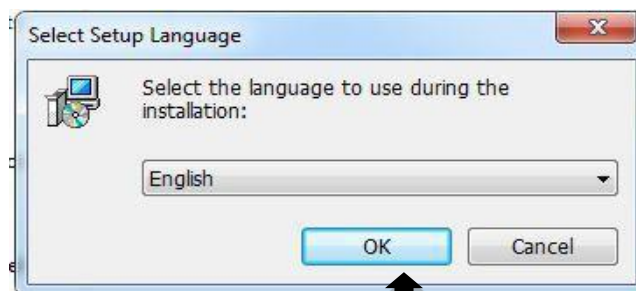 Select Setup Language
Select the language to use during the
installation:
English
OK
Cancel